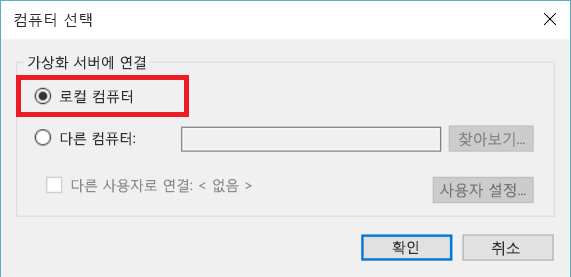 컴퓨터 선택
가상화 서버에 연결
로컬 컴퓨터
다른 컴퓨터:
찾아보기...
다른 사용자로 연결: < 없음 >
사용자 설정...
확인
취소